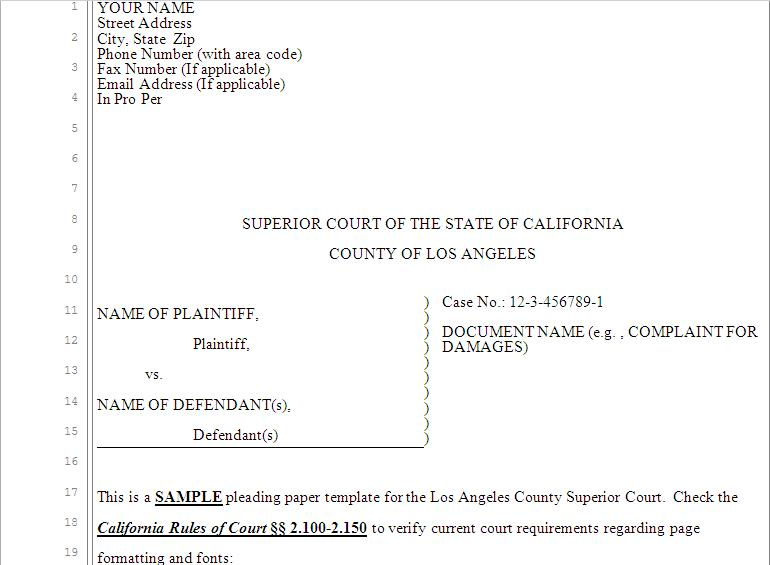 1 YOUR NAME
Street Address
2 City, State Zip
Phone Number (with area code)
3 Fax Number (If applicable)
Email Address (If applicable)
4 In Pro Per
5
6
7
8 SUPERIOR COURT OF THE STATE OF CALIFORNIA
9 COUNTY OF LOS ANGELES
10
11 NAME OF PLAINTIFF,
12 Plaintiff,
13 vs.
14 NAME OF DEFENDANT(s),
15 Defendant(s)
)
)
)
)
)
)
)
)
)
)
Case No.: 12-3-456789-1
DOCUMENT NAME (e.g. , COMPLAINT FOR
DAMAGES)
16
17 This is a SAMPLE pleading paper template for the Los Angeles County Superior Court.  Check the
18 California Rules of Court §§ 2.100-2.150 to verify current court requirements regarding page
19 formatting and fonts: